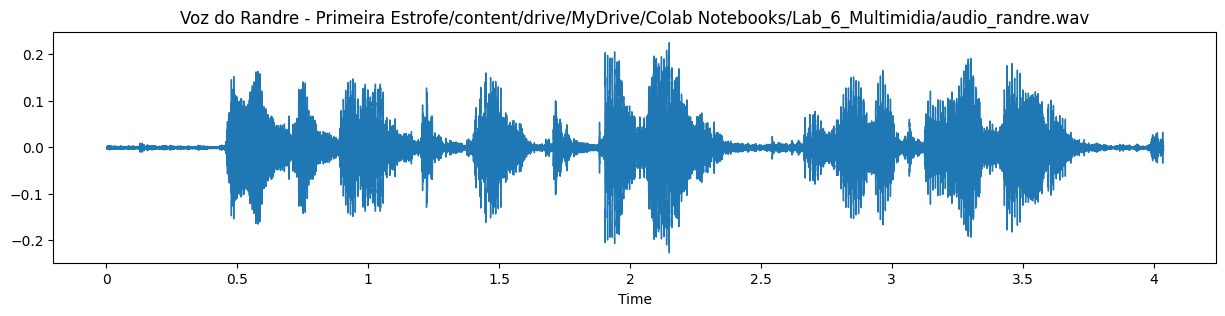 Voz do Randre - Primeira Estrofe/content/drive/MyDrive/Colab Notebooks/Lab_6_Multimidia/audio_randre.wav
0.2
0.1
0.0
−0.1
−0.2
0 0.5 1 1.5 2 2.5 3 3.5 4
Time